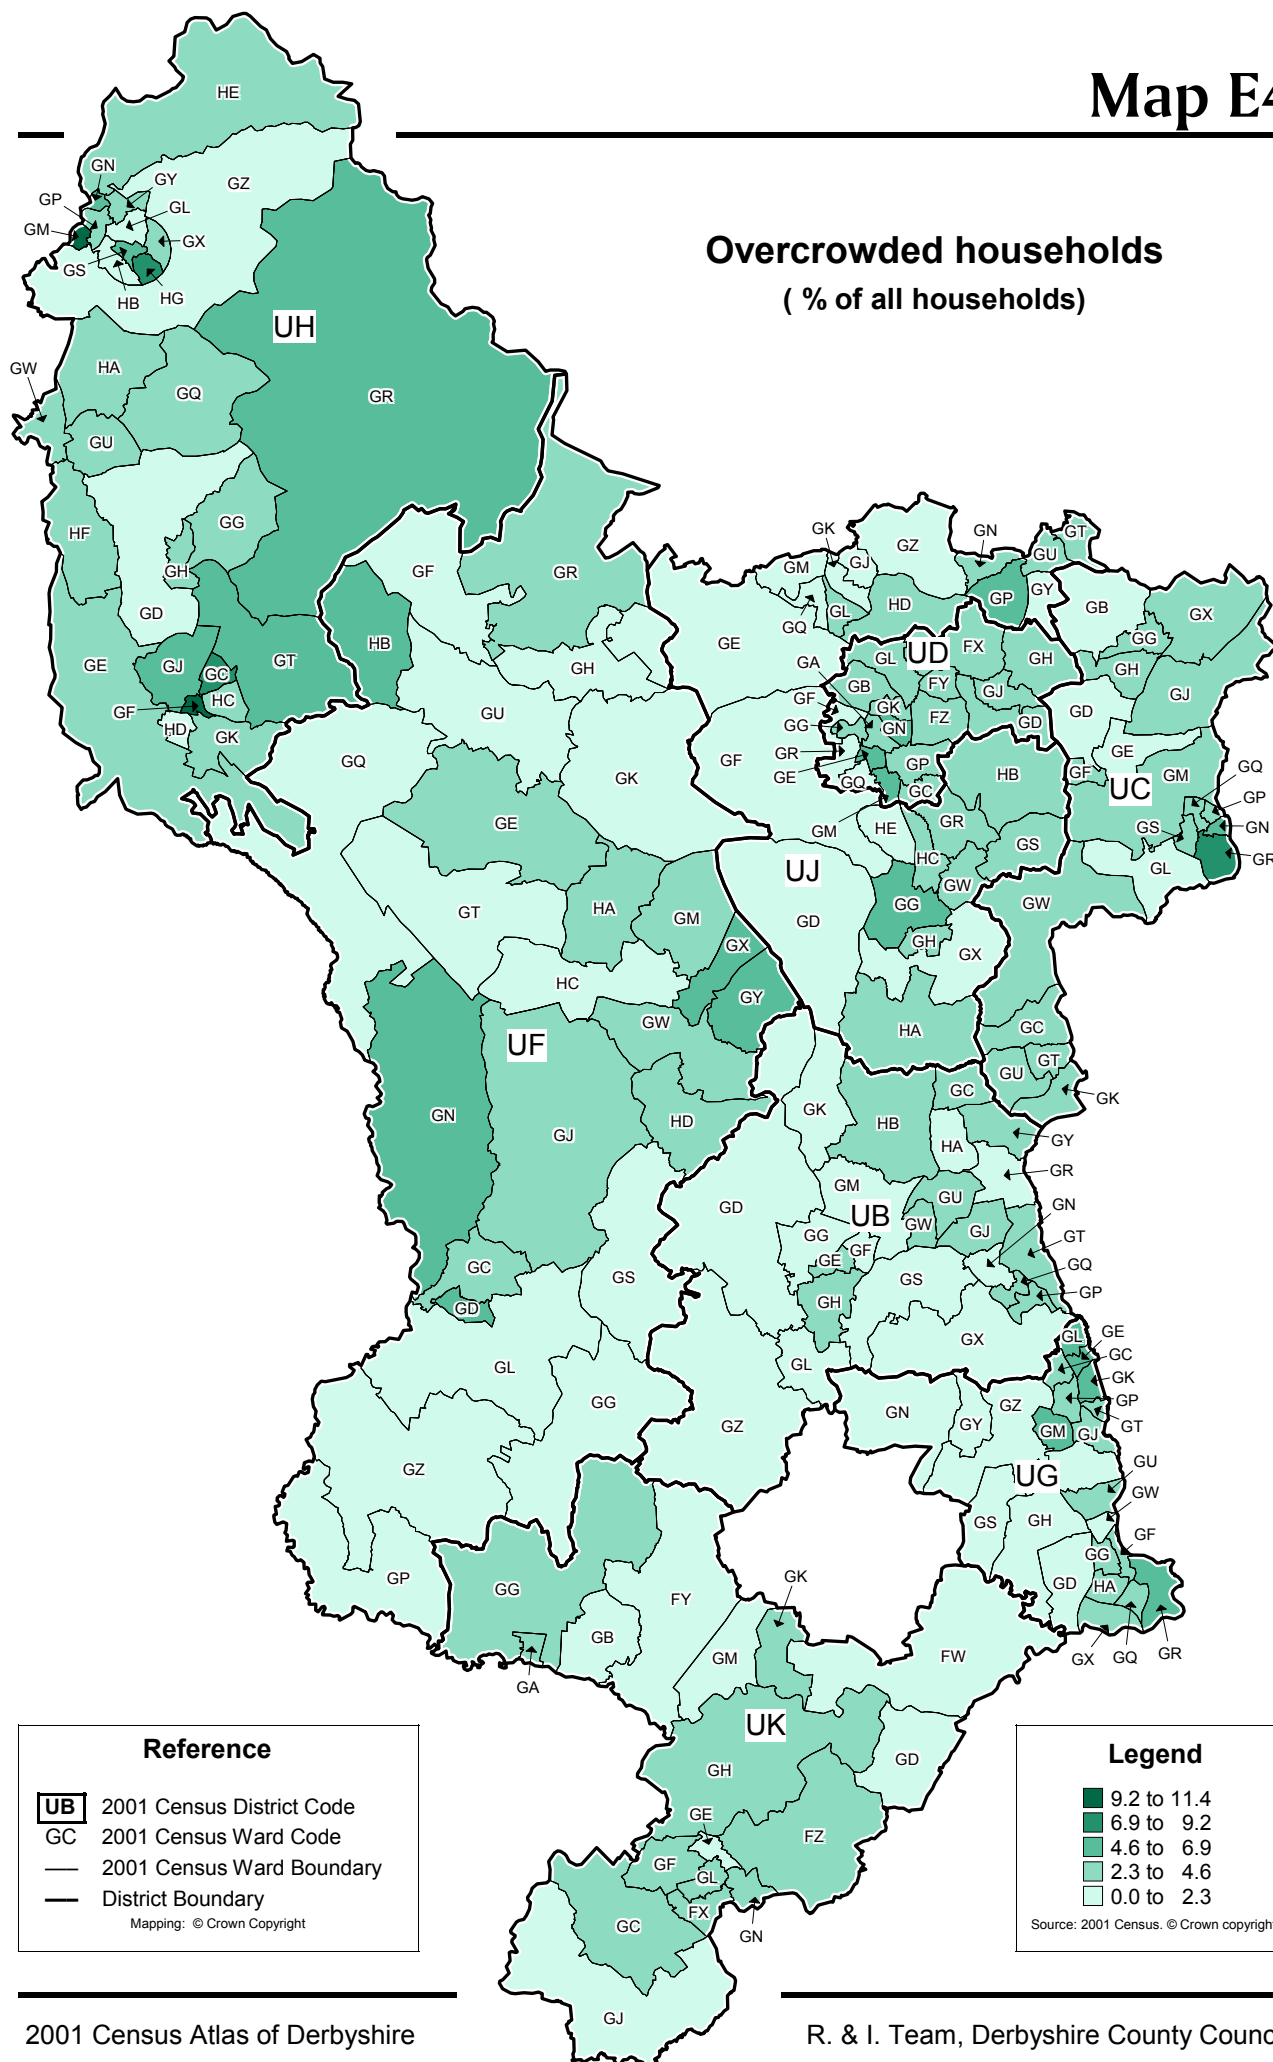 Map E4
Overcrowded households
( % of all households)
HE
GN
GY
GZ
GP
GL
GM
GX
GS
HB
HG
UH
HA
GW
GQ
GR
GU
GG
HF
GH
GF
GR
GD
HB
GE
GJ
GC
GT
GH
GF
HC
HD
GK
GU
GQ
GK
GE
GT
HA
GM
GX
GY
HC
GW
UF
GN
GJ
HD
GC
GD
GS
GL
GG
GZ
GP
GK
GZ
GN
GU
GT
GM
GJ
GL
HD
GP
GY
GB
GX
GQ
GE
UD
FX
GH
GG
GA
GL
GH
GB
FY
GJ
GJ
GF
GK
GD
GG
GN
FZ
GD
GF
GR
GP
GE
GE
GQ
GC
HB
GF
GM
GQ
UC
GP
GM
HE
GR
GS
GN
HC
GS
GR
UJ
GL
GD
GG
GW
GW
GH
GX
HA
GC
GT
GU
GK
GK
HB
GC
GY
HA
GR
GM
GD
UB
GU
GN
GG
GW
GJ
GT
GE
GF
GS
GQ
GH
GP
GX
GL
GL
GE
GC
GK
GZ
GN
GY
GZ
GP
GM
GJ
GT
UG
GU
GW
GS
GH
GF
GG
GD
HA
GX
GQ
GR
GG
FY
GK
GB
GA
GM
FW
UK
GD
GH
GE
FZ
GF
GL
FX
GN
GC
GJ
Reference
UB 2001 Census District Code
GC 2001 Census Ward Code
2001 Census Ward Boundary
District Boundary
Mapping: © Crown Copyright
Legend
9.2 to 11.4
6.9 to 9.2
4.6 to 6.9
2.3 to 4.6
0.0 to 2.3
Source: 2001 Census. © Crown copyright
2001 Census Atlas of Derbyshire
R. & I. Team, Derbyshire County Counc